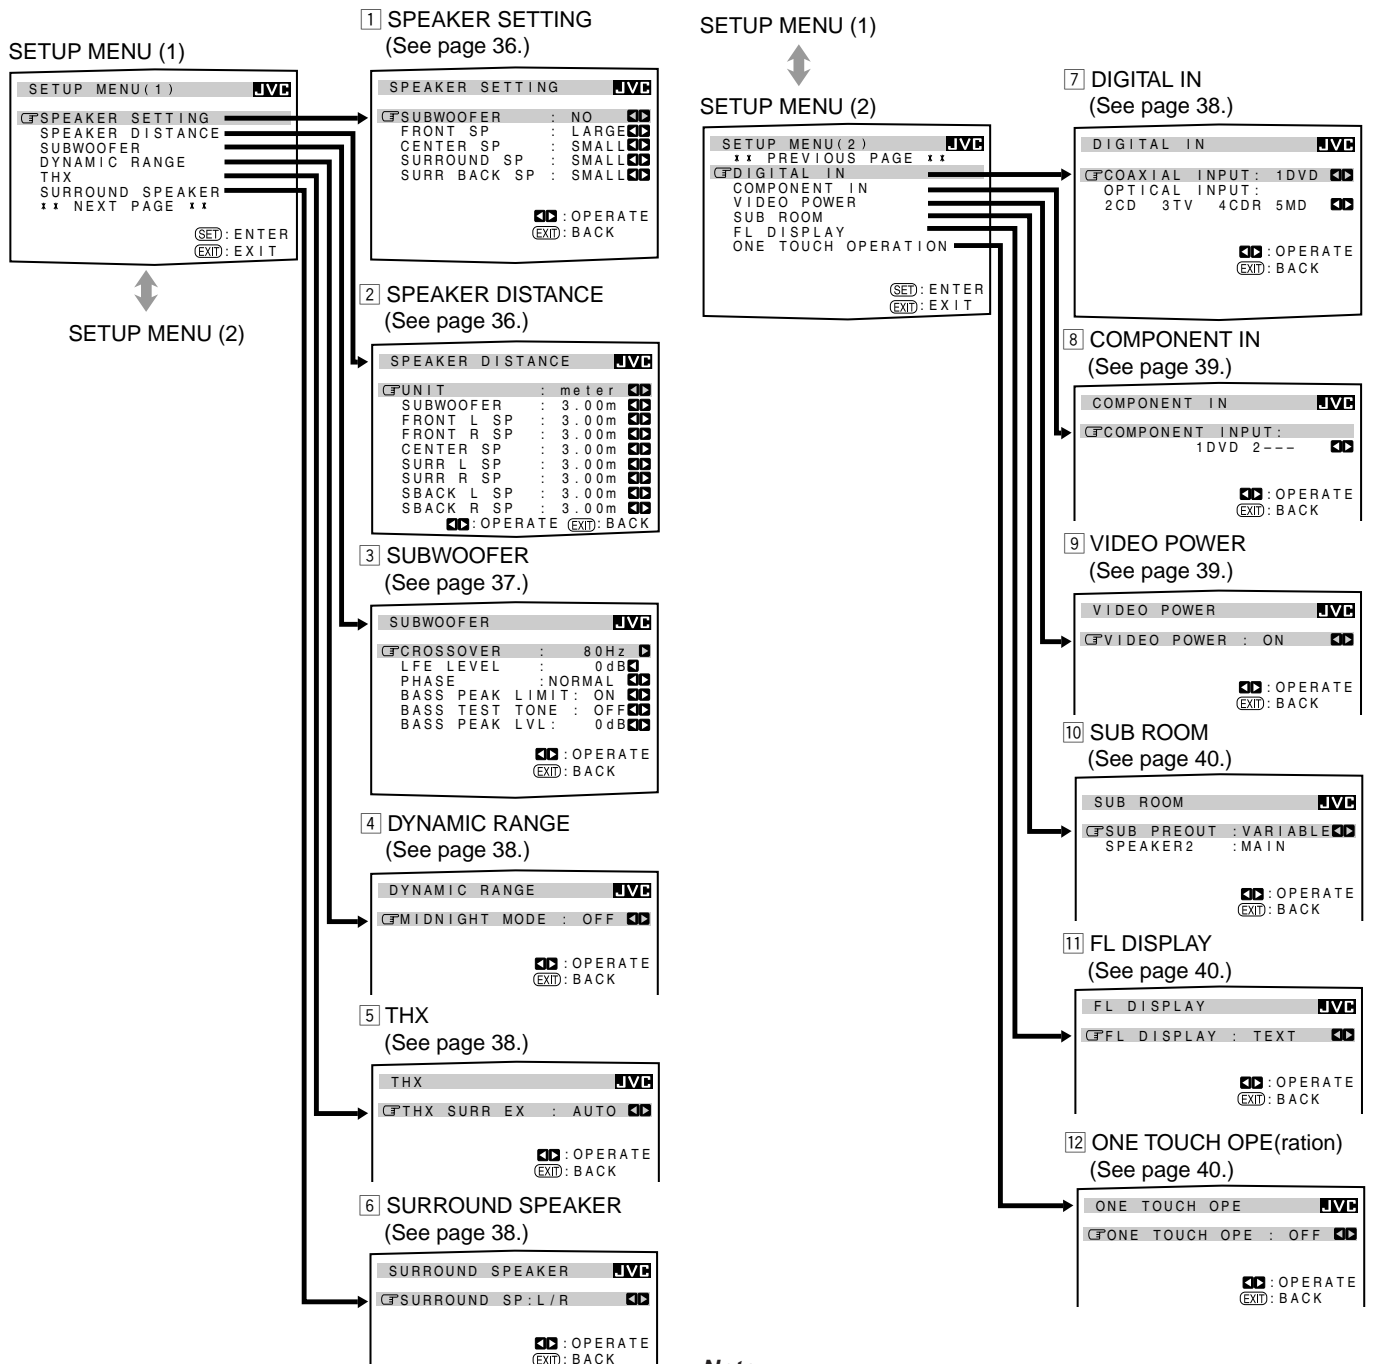 SETUP MENU (1)
SETUP MENU(1) JVC
SPEAKER SETTING
SPEAKER DISTANCE
SUBWOOFER
DYNAMIC RANGE
THX
SURROUND SPEAKER
** NEXT PAGE **
SET : ENTER
EXIT : EXIT
SETUP MENU (2)
1 SPEAKER SETTING
(See page 36.)
SPEAKER SETTING JVC
SUBWOOFER : NO
FRONT SP : LARGE
CENTER SP : SMALL
SURROUND SP : SMALL
SURR BACK SP : SMALL
: OPERATE
EXIT : BACK
2 SPEAKER DISTANCE
(See page 36.)
SPEAKER DISTANCE JVC
UNIT : meter
SUBWOOFER : 3.00m
FRONT L SP : 3.00m
FRONT R SP : 3.00m
CENTER SP : 3.00m
SURR L SP : 3.00m
SURR R SP : 3.00m
SBACK L SP : 3.00m
SBACK R SP : 3.00m
: OPERATE EXIT : BACK
3 SUBWOOFER
(See page 37.)
SUBWOOFER JVC
CROSSOVER : 80Hz
LFE LEVEL : 0dB
PHASE :NORMAL
BASS PEAK LIMIT: ON
BASS TEST TONE : OFF
BASS PEAK LVL: 0dB
: OPERATE
EXIT : BACK
4 DYNAMIC RANGE
(See page 38.)
DYNAMIC RANGE JVC
MIDNIGHT MODE : OFF
: OPERATE
EXIT : BACK
5 THX
(See page 38.)
THX JVC
THX SURR EX : AUTO
: OPERATE
EXIT : BACK
6 SURROUND SPEAKER
(See page 38.)
SURROUND SPEAKER JVC
SURROUND SP:L/R
: OPERATE
EXIT : BACK
SETUP MENU (1)
SETUP MENU (2)
SETUP MENU(2) JVC
** PREVIOUS PAGE **
DIGITAL IN
COMPONENT IN
VIDEO POWER
SUB ROOM
FL DISPLAY
ONE TOUCH OPERATION
SET : ENTER
EXIT : EXIT
7 DIGITAL IN
(See page 38.)
DIGITAL IN JVC
COAXIAL INPUT: 1DVD
OPTICAL INPUT:
2CD 3TV 4CDR 5MD
: OPERATE
EXIT : BACK
8 COMPONENT IN
(See page 39.)
COMPONENT IN JVC
COMPONENT INPUT:
1DVD 2---
: OPERATE
EXIT : BACK
9 VIDEO POWER
(See page 39.)
VIDEO POWER JVC
VIDEO POWER : ON
: OPERATE
EXIT : BACK
10 SUB ROOM
(See page 40.)
SUB ROOM JVC
SUB PREOUT :VARIABLE
SPEAKER2 :MAIN
: OPERATE
EXIT : BACK
11 FL DISPLAY
(See page 40.)
FL DISPLAY JVC
FL DISPLAY : TEXT
: OPERATE
EXIT : BACK
12 ONE TOUCH OPE(ration)
(See page 40.)
ONE TOUCH OPE JVC
ONE TOUCH OPE : OFF
: OPERATE
EXIT : BACK